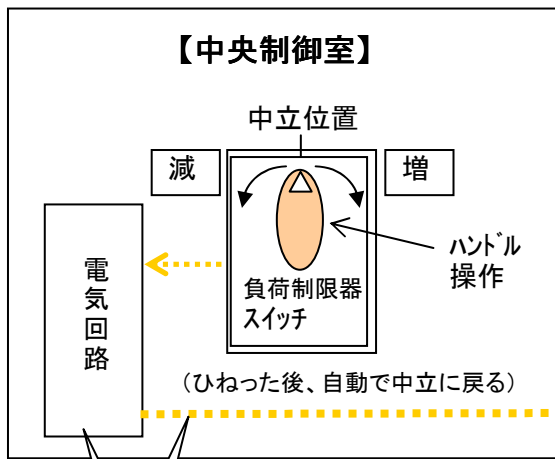 【中央制御室】
中立位置
減
増
ﾊﾝﾄﾞﾙ
操作
電気回路
負荷制限器
ｽｲｯﾁ
（ひねった後、自動で中立に戻る）